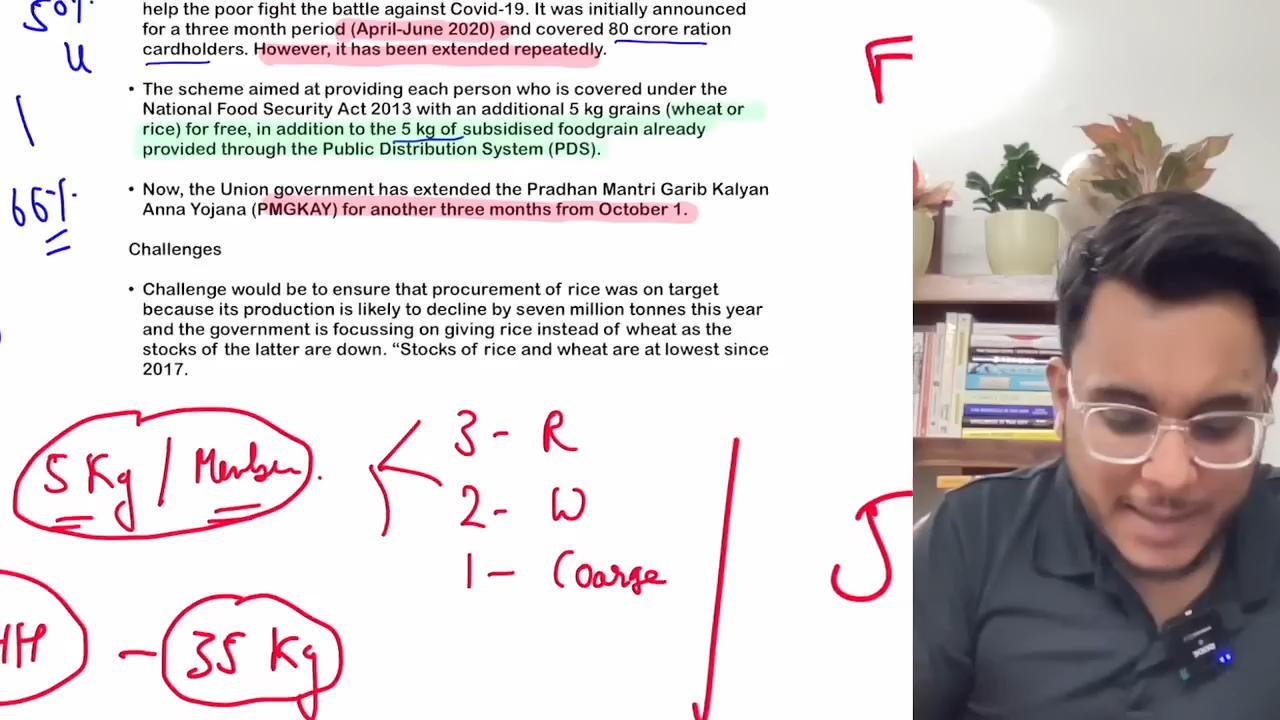 help the poor fight the battle against Covid-19. It was initially announced
for a three month period (April-June 2020) and covered 80 crore ration
cardholders. However, it has been extended repeatedly.
• The scheme aimed at providing each person who is covered under the
National Food Security Act 2013 with an additional 5 kg grains (wheat or
rice) for free, in addition to the 5 kg of subsidised foodgrain already
provided through the Public Distribution System (PDS).
• Now, the Union government has extended the Pradhan Mantri Garib Kalyan
Anna Yojana (PMGKAY) for another three months from October 1.
Challenges
• Challenge would be to ensure that procurement of rice was on target
because its production is likely to decline by seven million tonnes this year
and the government is focussing on giving rice instead of wheat as the
stocks of the latter are down. “Stocks of rice and wheat are at lowest since
2017.
50%
U
66%
5 Kg / Member
3 - R
2 - W
1 - Coarge
HH - 35 Kg
J